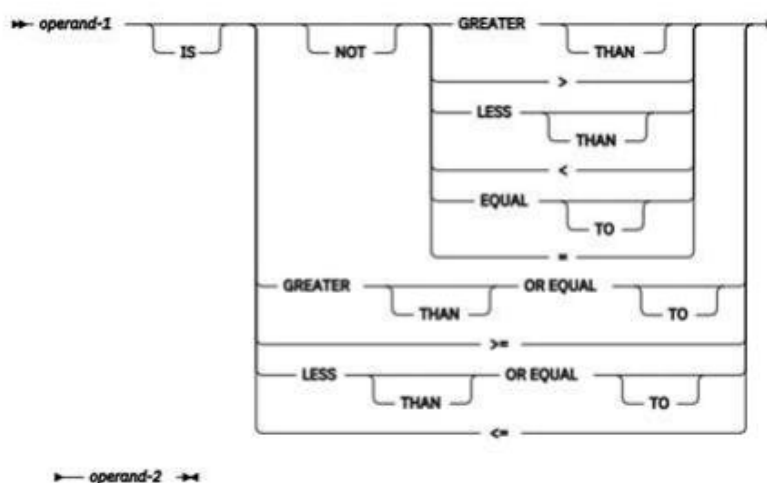 operand-1 IS NOT GREATER THAN
>
LESS THAN
<
EQUAL TO
=
GREATER THAN OR EQUAL TO
>=
LESS THAN OR EQUAL TO
<=
operand-2